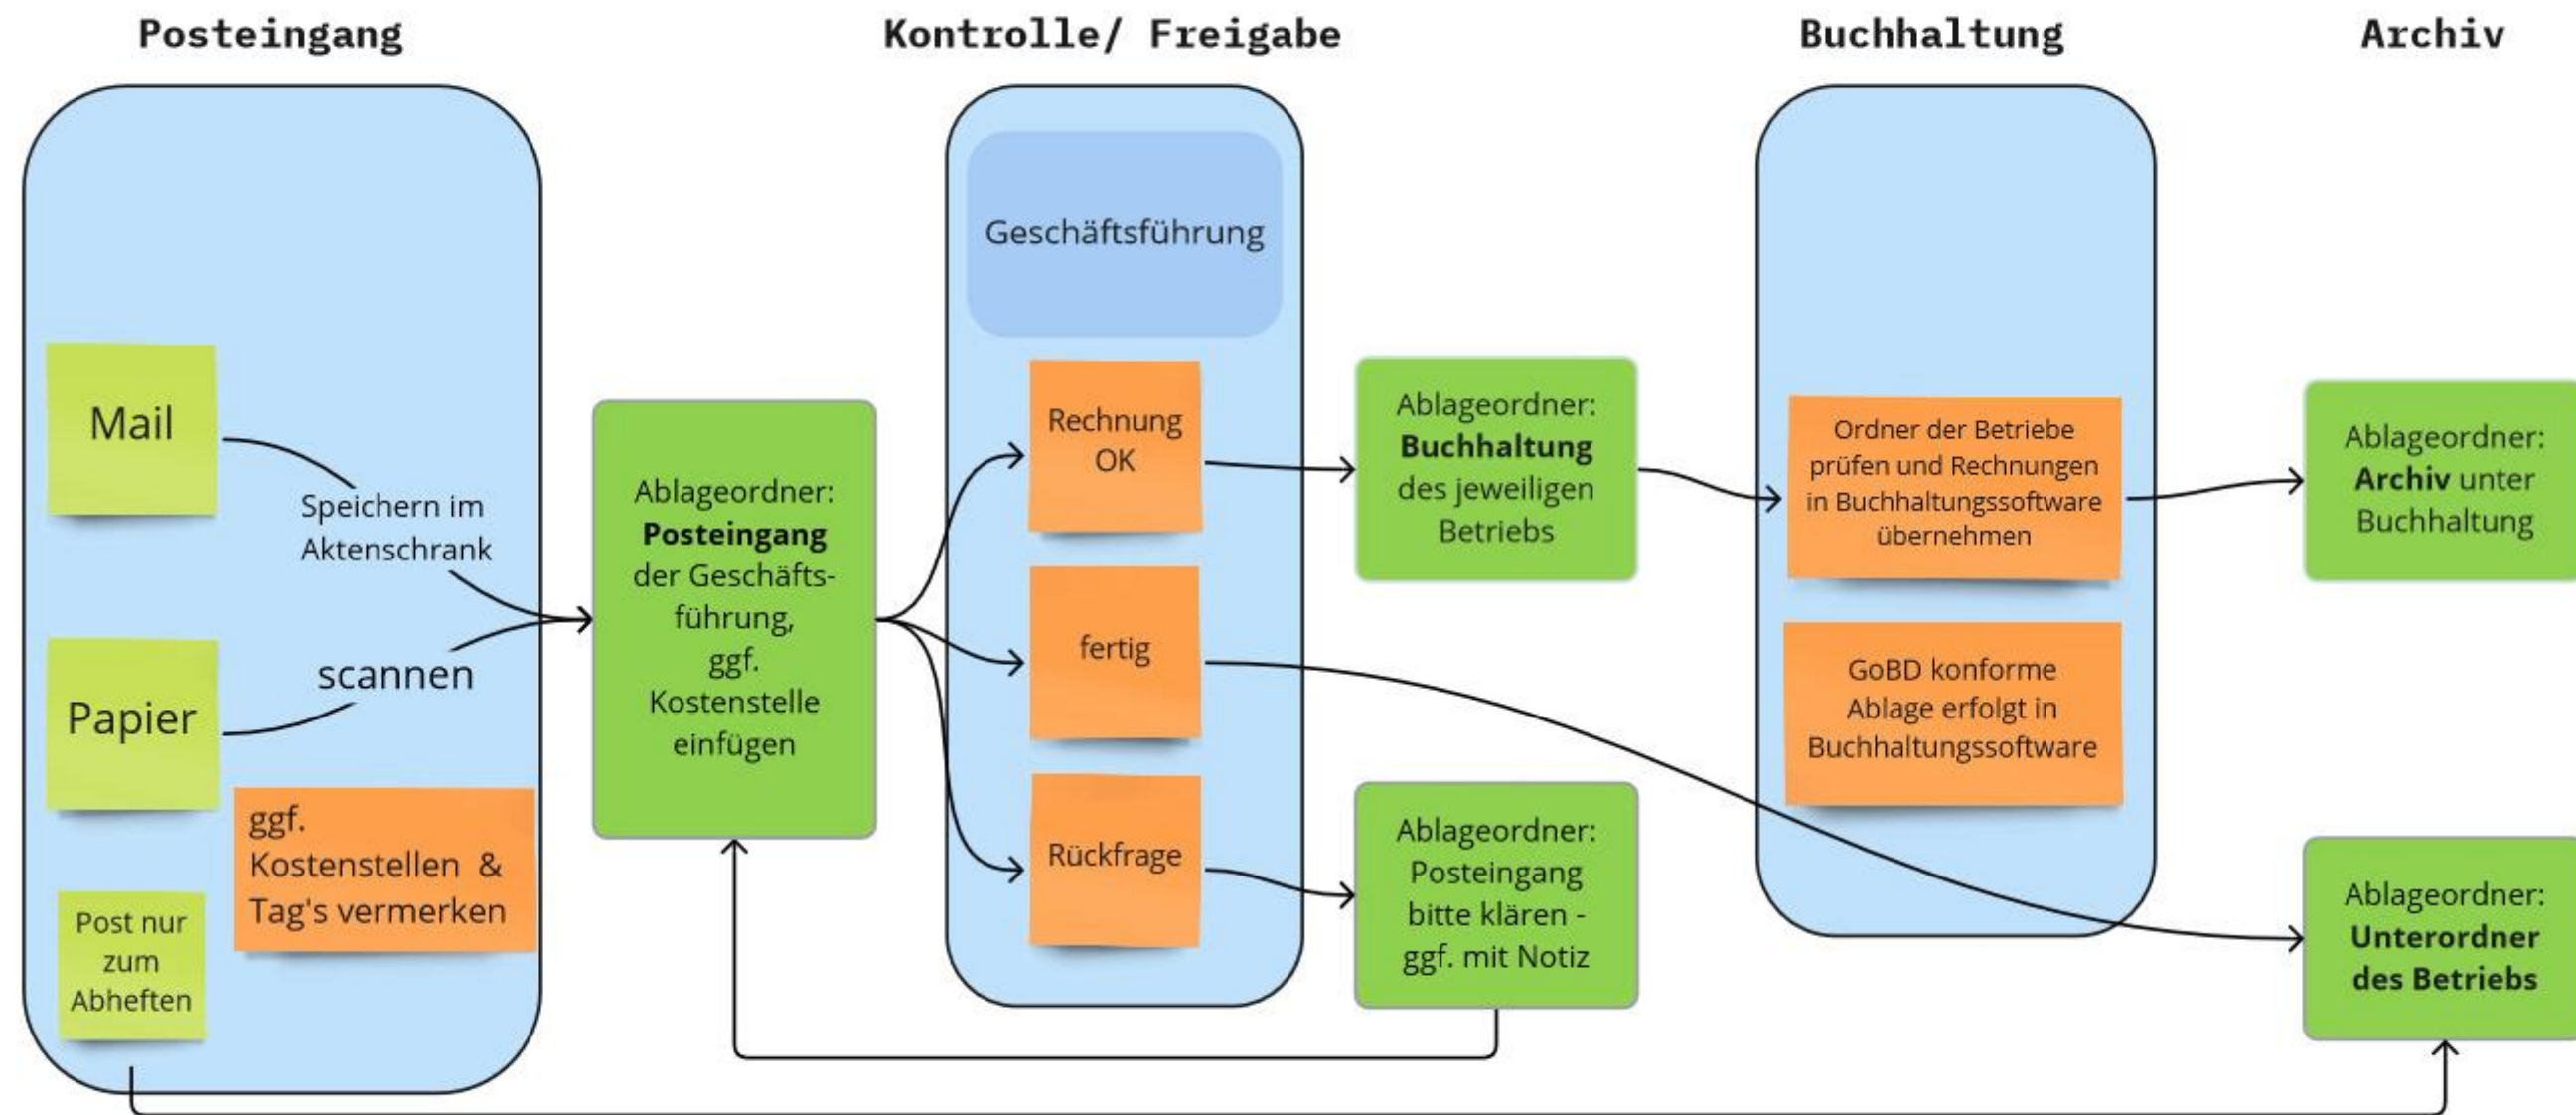 Posteingang
Kontrolle/ Freigabe
Buchhaltung
Archiv
Mail
Speichern im
Aktenschrank
Papier
scannen
ggf.
Kostenstellen &
Tag's vermerken
Post nur
zum
Abheften
Ablageordner:
Posteingang
der Geschäfts-
führung,
ggf.
Kostenstelle
einfügen
Geschäftsführung
Rechnung
OK
fertig
Rückfrage
Ablageordner:
Buchhaltung
des jeweiligen
Betriebs
Ablageordner:
Posteingang
bitte klären -
ggf. mit Notiz
Ordner der Betriebe
prüfen und Rechnungen
in Buchhaltungssoftware
übernehmen
GoBD konforme
Ablage erfolgt in
Buchhaltungssoftware
Ablageordner:
Archiv unter
Buchhaltung
Ablageordner:
Unterordner
des Betriebs